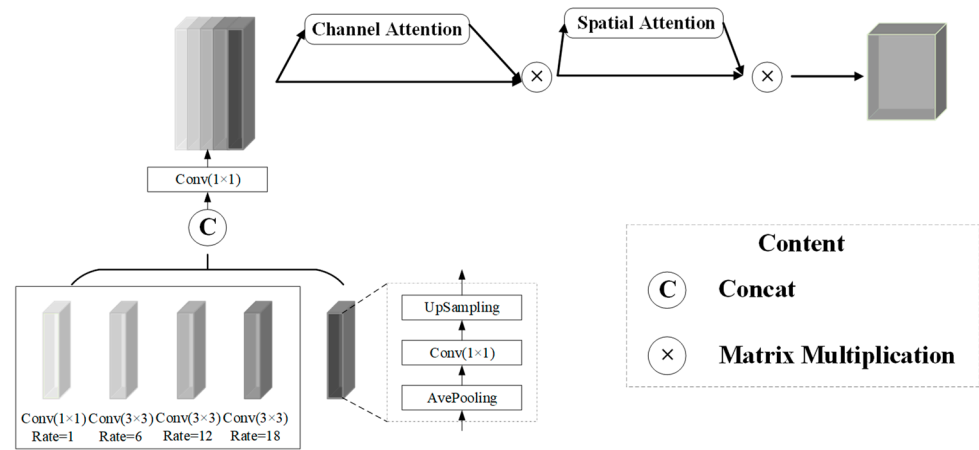 Channel Attention
Spatial Attention
×
×
Conv(1×1)
C
Content
C
Concat
×
Matrix Multiplication
UpSampling
Conv(1×1)
AvePooling
Conv(1×1) Conv(3×3) Conv(3×3) Conv(3×3)
Rate=1 Rate=6 Rate=12 Rate=18